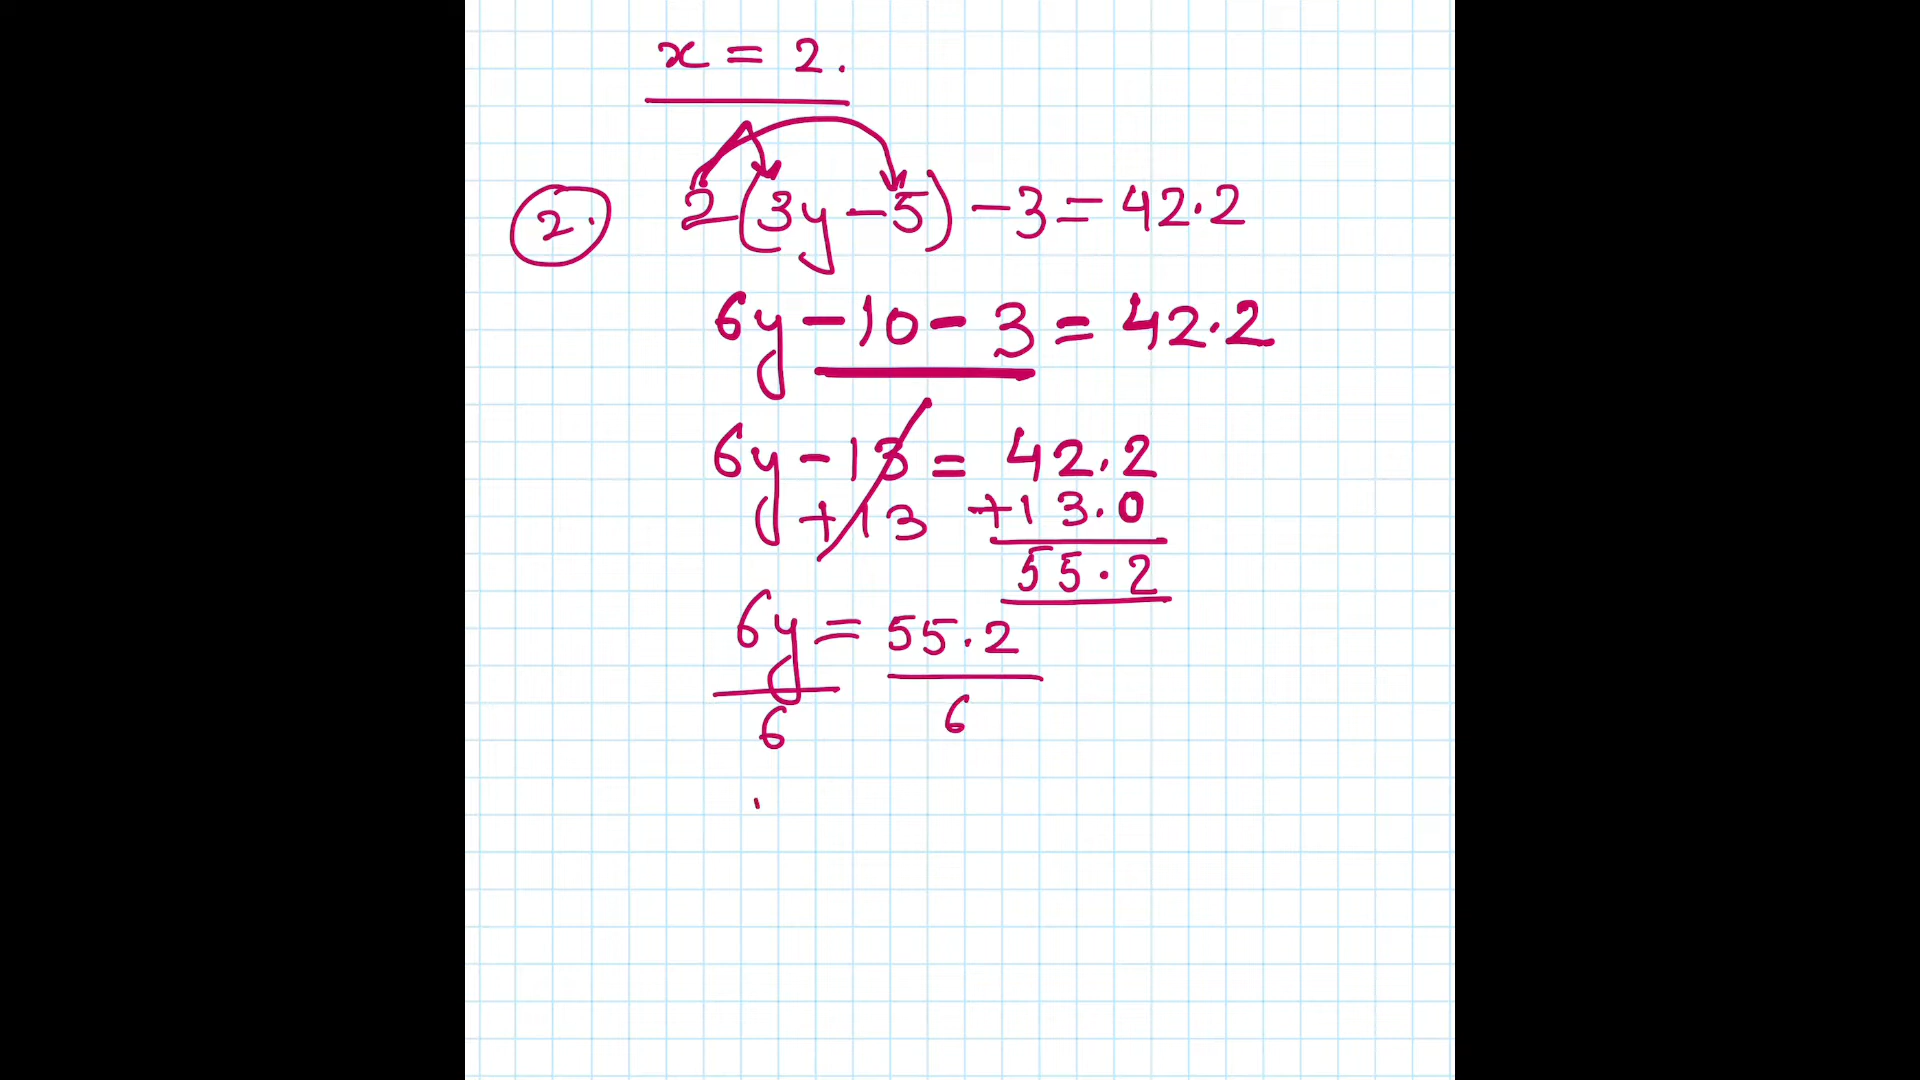 x = 2.
2. 2(3y - 5) - 3 = 42.2
6y - 10 - 3 = 42.2
6y - 13 = 42.2
+13 +13.0
55.2
6y = 55.2
6 6